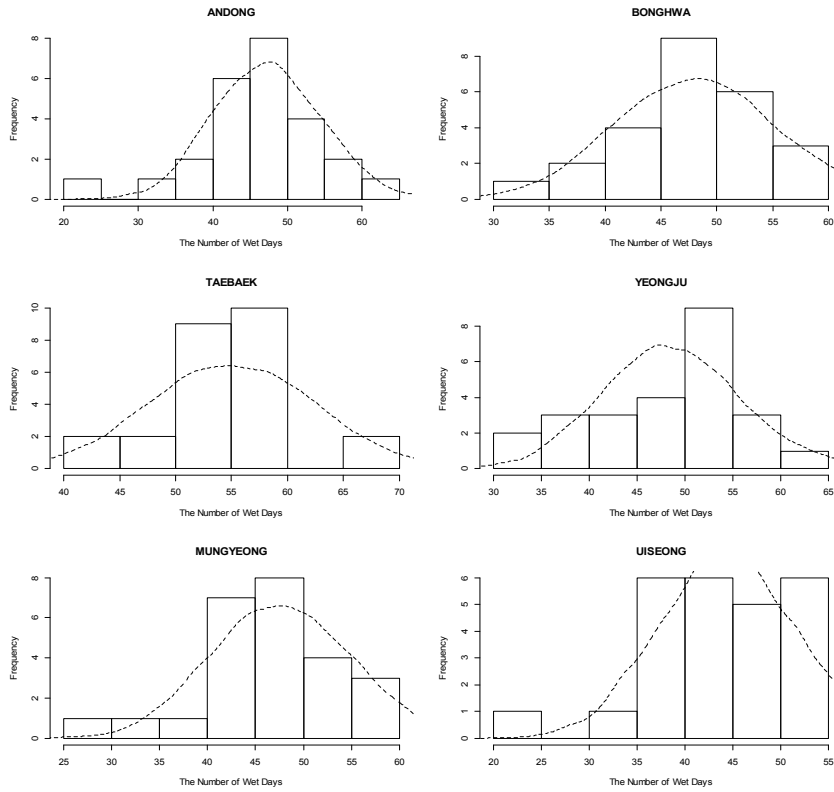 ANDONG
Frequency
8
6
4
2
0
20 30 40 50 60
The Number of Wet Days
BONGHWA
Frequency
8
6
4
2
0
30 35 40 45 50 55 60
The Number of Wet Days
TAEBAEK
Frequency
10
8
6
4
2
0
40 45 50 55 60 65 70
The Number of Wet Days
YEONGJU
Frequency
8
6
4
2
0
30 35 40 45 50 55 60 65
The Number of Wet Days
MUNGYEONG
Frequency
8
6
4
2
0
25 30 35 40 45 50 55 60
The Number of Wet Days
UISEONG
Frequency
6
5
4
3
2
1
0
20 25 30 35 40 45 50 55
The Number of Wet Days